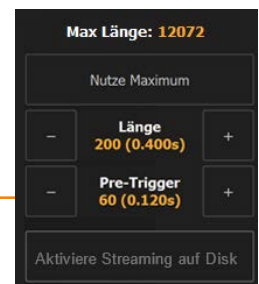 Max Länge: 12072
Nutze Maximum
− Länge +
200 (0.400s)
− Pre-Trigger +
60 (0.120s)
Aktiviere Streaming auf Disk